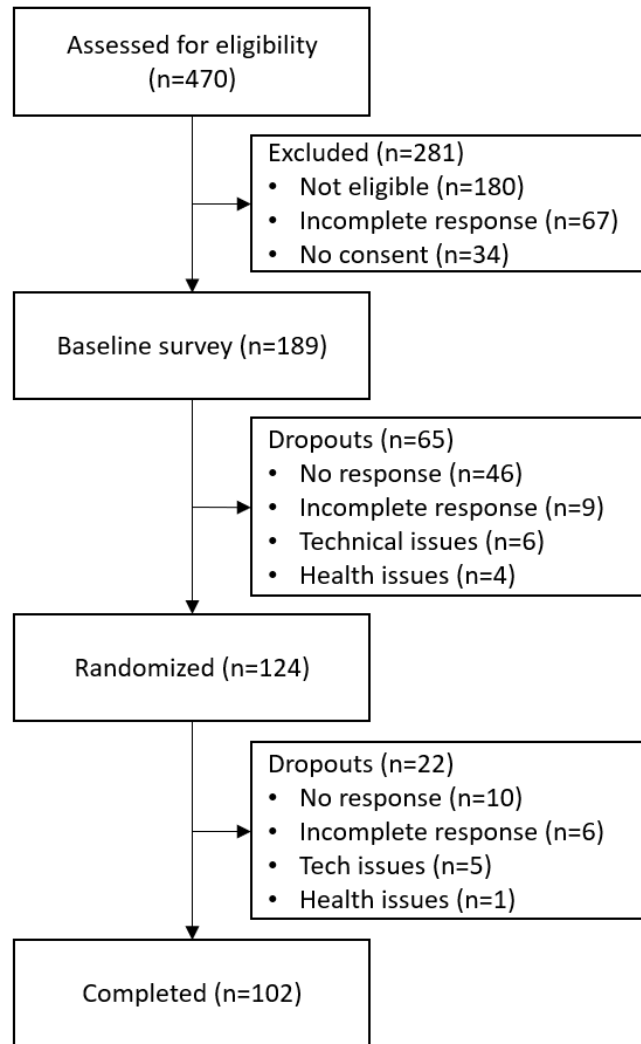 Assessed for eligibility
(n=470)
Excluded (n=281)
• Not eligible (n=180)
• Incomplete response (n=67)
• No consent (n=34)
Baseline survey (n=189)
Dropouts (n=65)
• No response (n=46)
• Incomplete response (n=9)
• Technical issues (n=6)
• Health issues (n=4)
Randomized (n=124)
Dropouts (n=22)
• No response (n=10)
• Incomplete response (n=6)
• Tech issues (n=5)
• Health issues (n=1)
Completed (n=102)